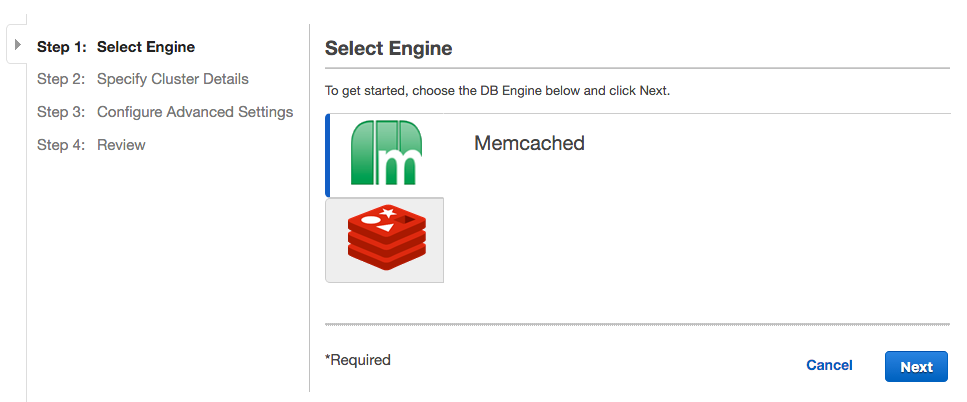 Step 1: Select Engine
Step 2: Specify Cluster Details
Step 3: Configure Advanced Settings
Step 4: Review
Select Engine
To get started, choose the DB Engine below and click Next.
m
Memcached
*Required
Cancel
Next